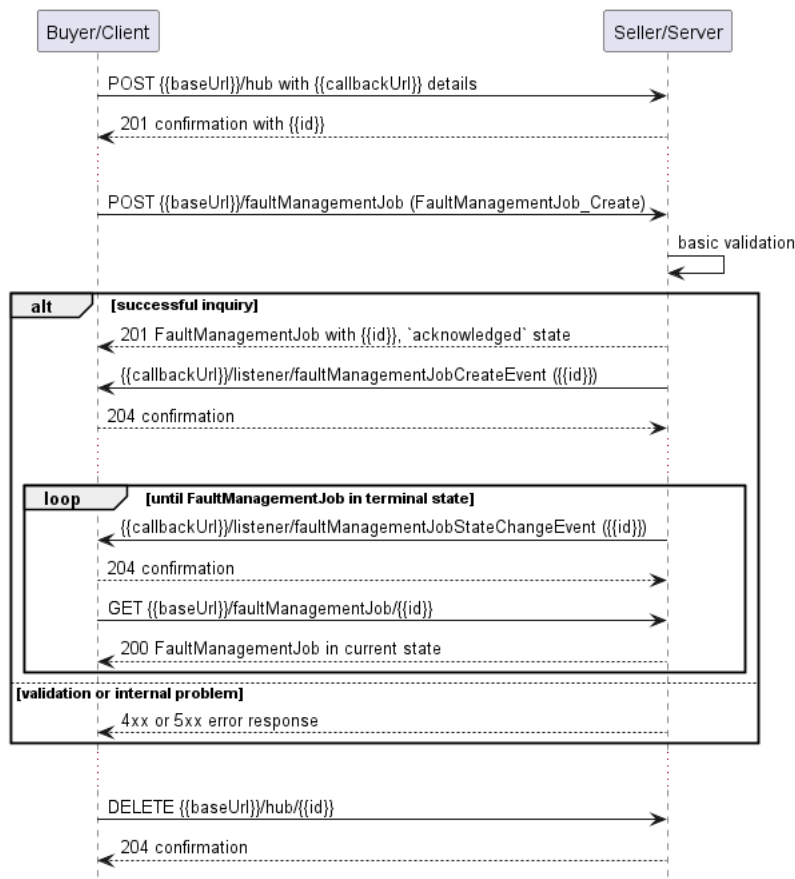 Buyer/Client
Seller/Server
POST {{baseUrl}}/hub with {{callbackUrl}} details
201 confirmation with {{id}}
POST {{baseUrl}}/faultManagementJob (FaultManagementJob_Create)
basic validation
alt
[successful inquiry]
201 FaultManagementJob with {{id}}, `acknowledged` state
{{callbackUrl}}/listener/faultManagementJobCreateEvent ({{id}})
204 confirmation
loop
[until FaultManagementJob in terminal state]
{{callbackUrl}}/listener/faultManagementJobStateChangeEvent ({{id}})
204 confirmation
GET {{baseUrl}}/faultManagementJob/{{id}}
200 FaultManagementJob in current state
[validation or internal problem]
4xx or 5xx error response
DELETE {{baseUrl}}/hub/{{id}}
204 confirmation